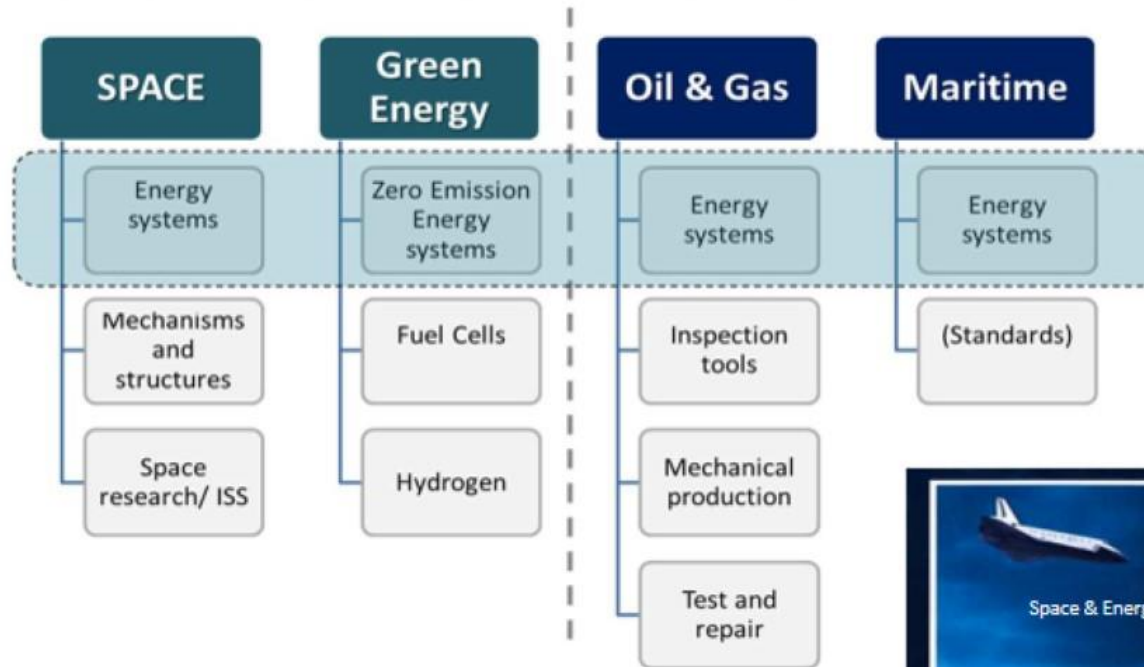 SPACE
Energy
systems
Mechanisms
and
structures
Space
research/ ISS
Green
Energy
Zero Emission
Energy
systems
Fuel Cells
Hydrogen
Oil & Gas
Energy
systems
Inspection
tools
Mechanical
production
Test and
repair
Maritime
Energy
systems
(Standards)
Space &